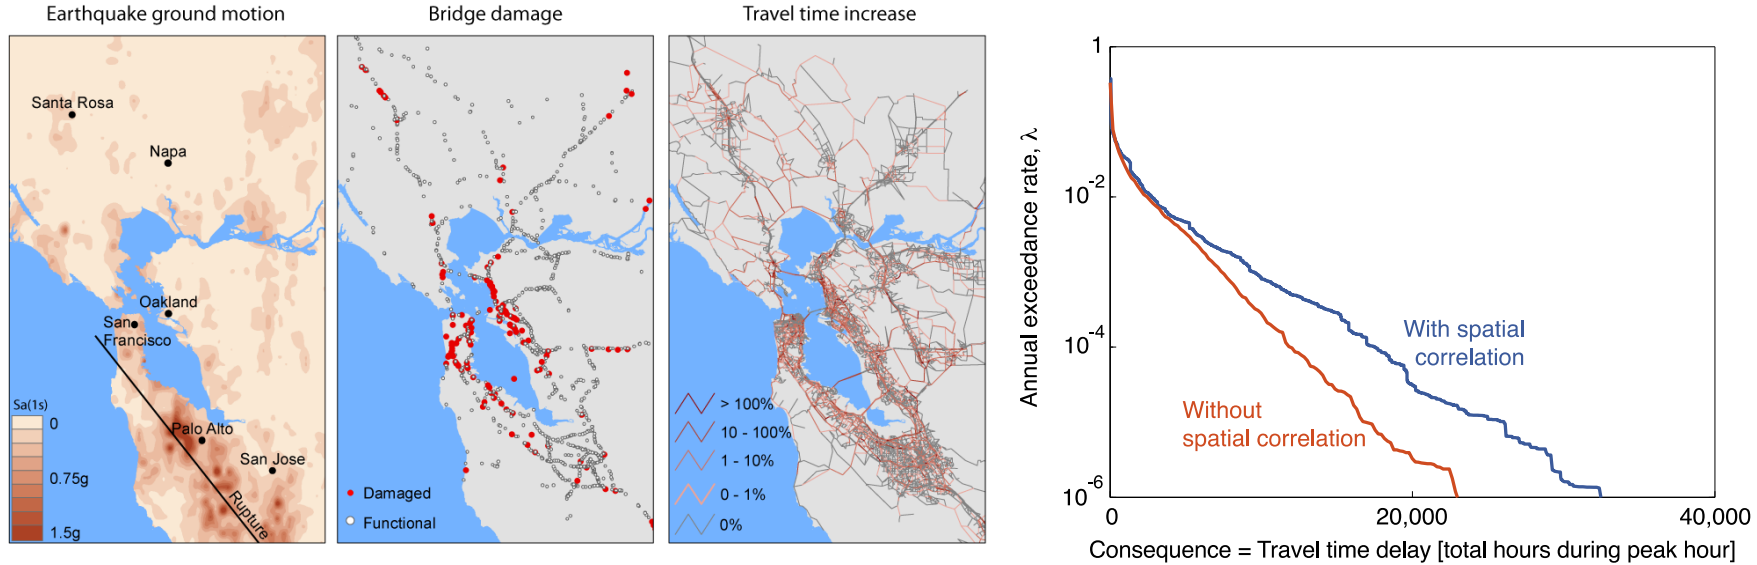 Earthquake ground motion
Santa Rosa
Napa
Oakland
San
Francisco
Sa(1s)
0
0.75g
1.5g
Palo Alto
San Jose
Rupture
Bridge damage
Damaged
Functional
Travel time increase
> 100%
10 - 100%
1 - 10%
0 - 1%
0%
Annual exceedance rate, λ
1
10-2
10-4
10-6
With spatial
correlation
Without
spatial correlation
0
20,000
40,000
Consequence = Travel time delay [total hours during peak hour]